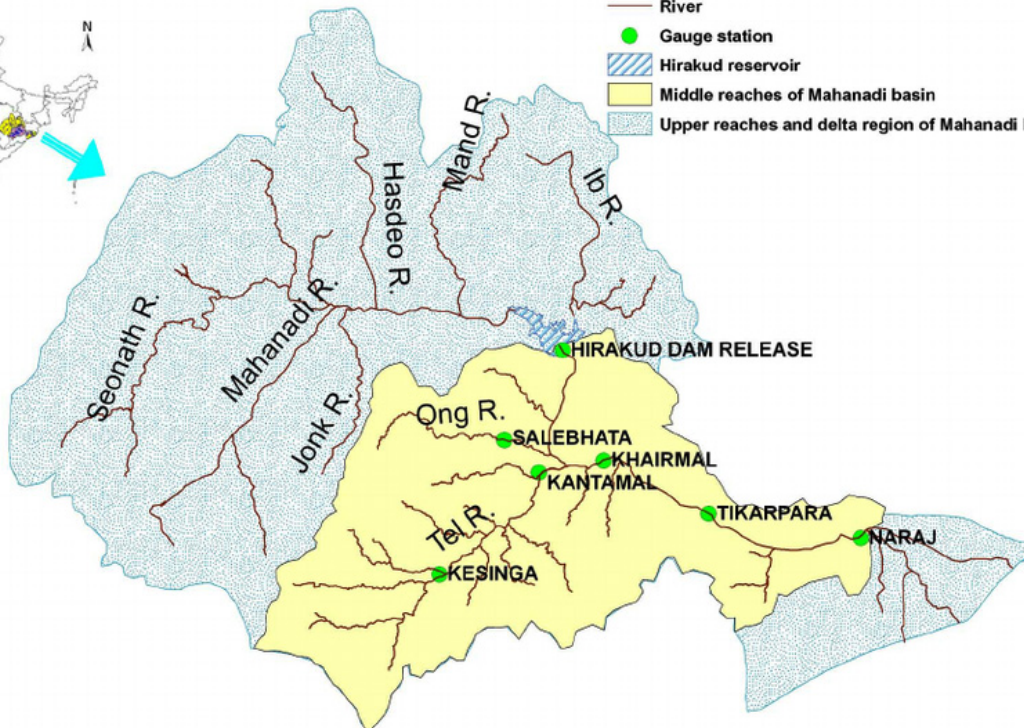 N
River
Gauge station
Hirakud reservoir
Middle reaches of Mahanadi basin
Upper reaches and delta region of Mahanadi
Mand R.
Hasdeo R.
Ib R.
Seonath R.
Mahanadi R.
Jonk R.
HIRAKUD DAM RELEASE
Ong R.
SALEBHATA
KHAIRMAL
KANTAMAL
Tel R.
TIKARPARA
NARAJ
KESINGA